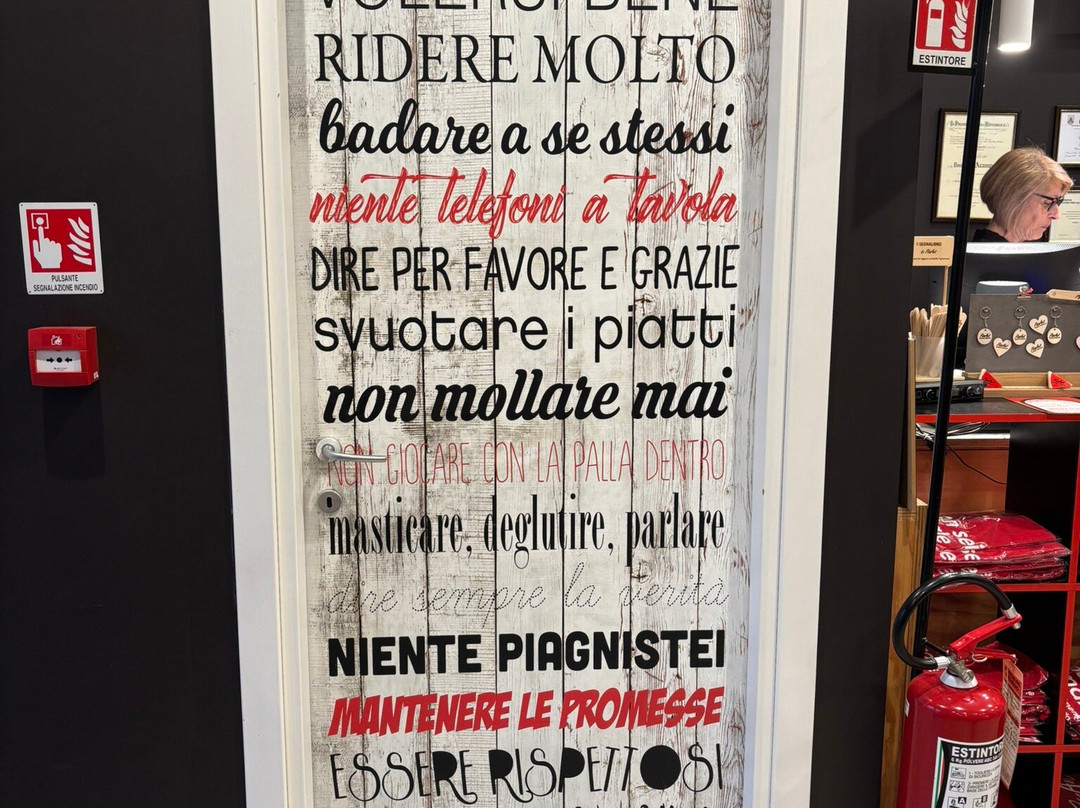 VOLERSI BENE
RIDERE MOLTO
badare a se stessi
niente telefoni a tavola
DIRE PER FAVORE E GRAZIE
svuotare i piatti
non mollare mai
NON GIOCARE CON LA PALLA DENTRO
masticare, deglutire, parlare
dire sempre la verità
NIENTE PIAGNISTEI
MANTENERE LE PROMESSE
ESSERE RISPETTOSI
PULSANTE
SEGNALAZIONE INCENDIO
ESTINTORE
ESTINTORE